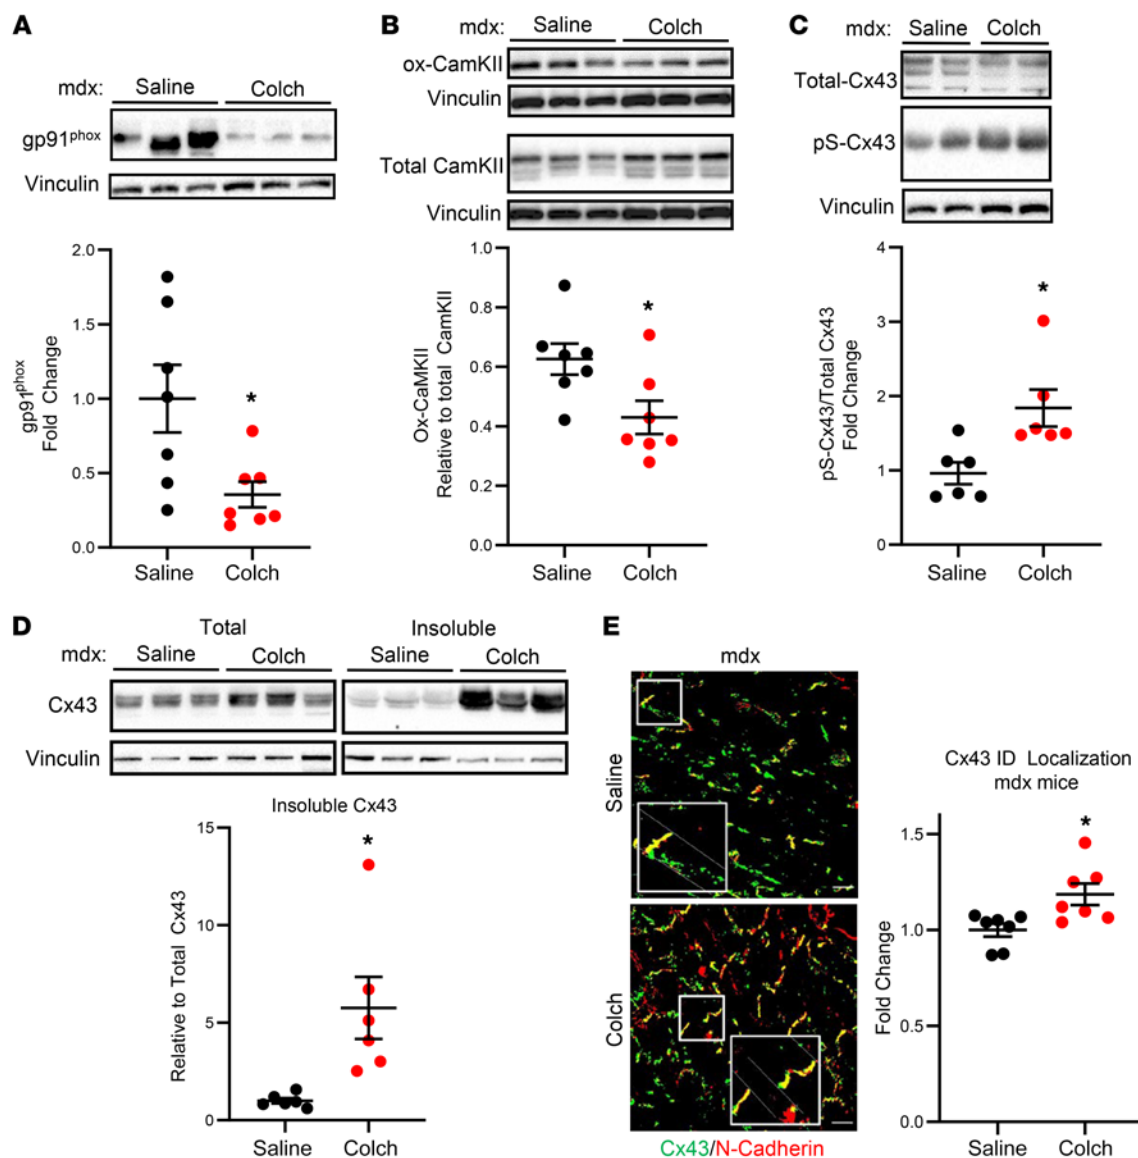 A
mdx: Saline Colch
gp91phox
Vinculin
gp91phox
Fold Change
2.0
1.5
1.0
0.5
0.0
Saline Colch
*
B
mdx: Saline Colch
ox-CamKII
Vinculin
Total CamKII
Vinculin
Ox-CaMKII
Relative to total CamKII
1.0
0.8
0.6
0.4
0.2
0.0
Saline Colch
*
C
mdx: Saline Colch
Total-Cx43
pS-Cx43
Vinculin
pS-Cx43/Total Cx43
Fold Change
4
3
2
1
0
Saline Colch
*
D
Total Insoluble
mdx: Saline Colch Saline Colch
Cx43
Vinculin
Insoluble Cx43
Relative to Total Cx43
15
10
5
0
Saline Colch
*
E
mdx
Saline
Colch
Cx43/N-Cadherin
Cx43 ID Localization
mdx mice
Fold Change
1.5
1.0
0.5
0.0
Saline Colch
*